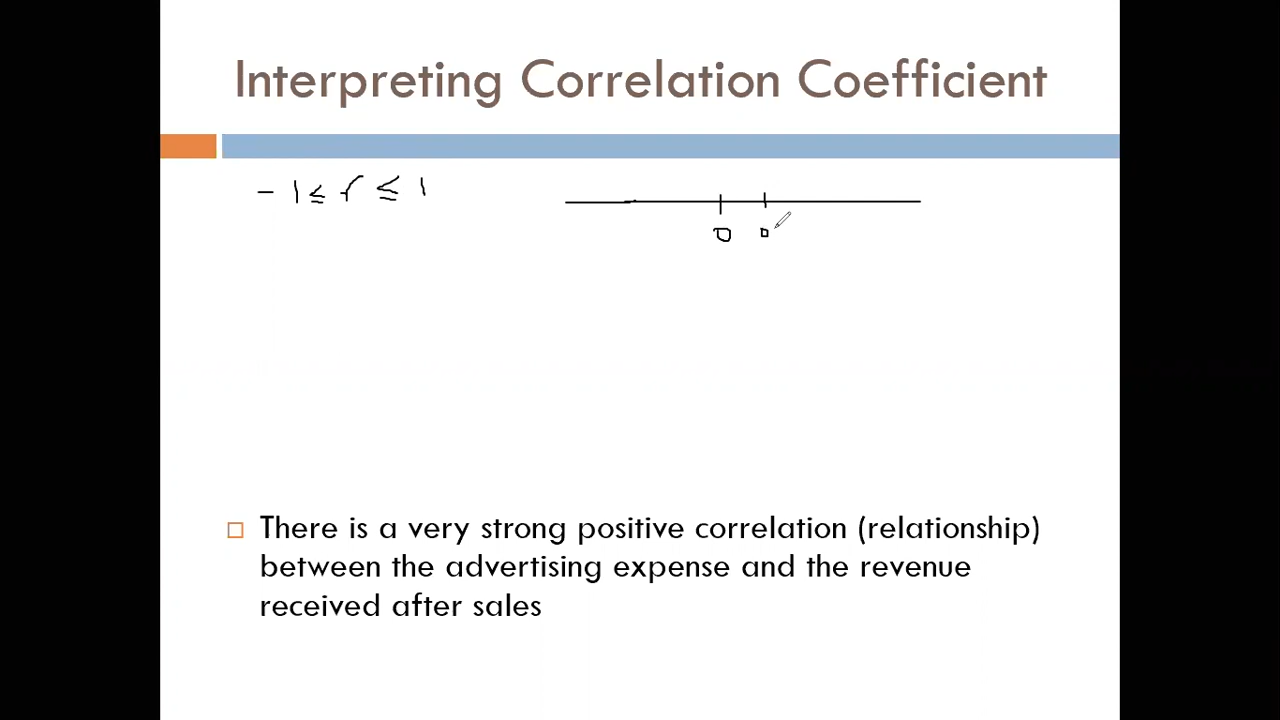 Interpreting Correlation Coefficient
- 1 ≤ r ≤ 1
0 0
There is a very strong positive correlation (relationship)
between the advertising expense and the revenue
received after sales